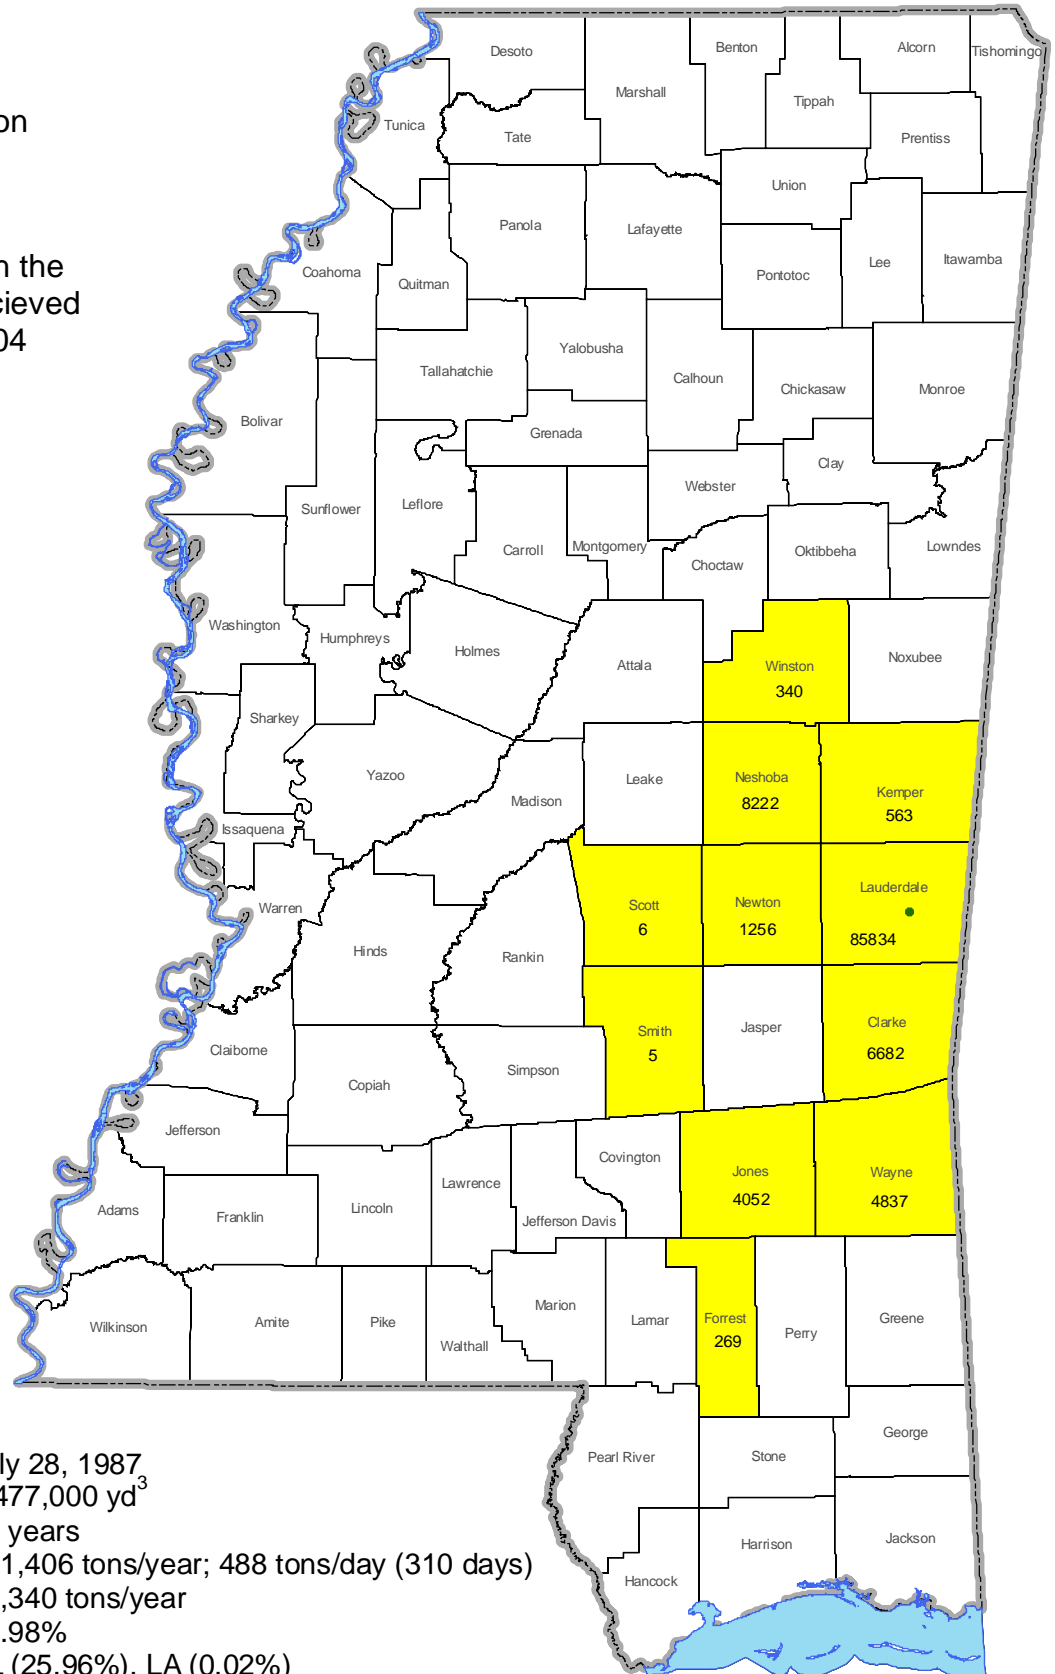 on
n the
cieved
04
Desoto
Benton
Alcorn
Tishomingo
Marshall
Tippah
Tunica
Tate
Prentiss
Union
Panola
Lafayette
Lee
Itawamba
Coahoma
Quitman
Pontotoc
Yalobusha
Tallahatchie
Calhoun
Chickasaw
Monroe
Bolivar
Grenada
Clay
Webster
Sunflower
Leflore
Carroll
Montgomery
Choctaw
Oktibbeha
Lowndes
Washington
Humphreys
Holmes
Attala
Winston
340
Noxubee
Sharkey
Yazoo
Madison
Leake
Neshoba
8222
Kemper
563
Issaquena
Warren
Hinds
Rankin
Scott
6
Newton
1256
Lauderdale
85834
Claiborne
Copiah
Simpson
Smith
5
Jasper
Clarke
6682
Jefferson
Adams
Franklin
Lincoln
Lawrence
Jefferson Davis
Covington
Jones
4052
Wayne
4837
Wilkinson
Amite
Pike
Walthall
Marion
Lamar
Forrest
269
Perry
Greene
Pearl River
Stone
George
Hancock
Harrison
Jackson
ly 28, 1987
477,000 yd³
years
1,406 tons/year; 488 tons/day (310 days)
,340 tons/year
.98%
(25.96%), LA (0.02%)